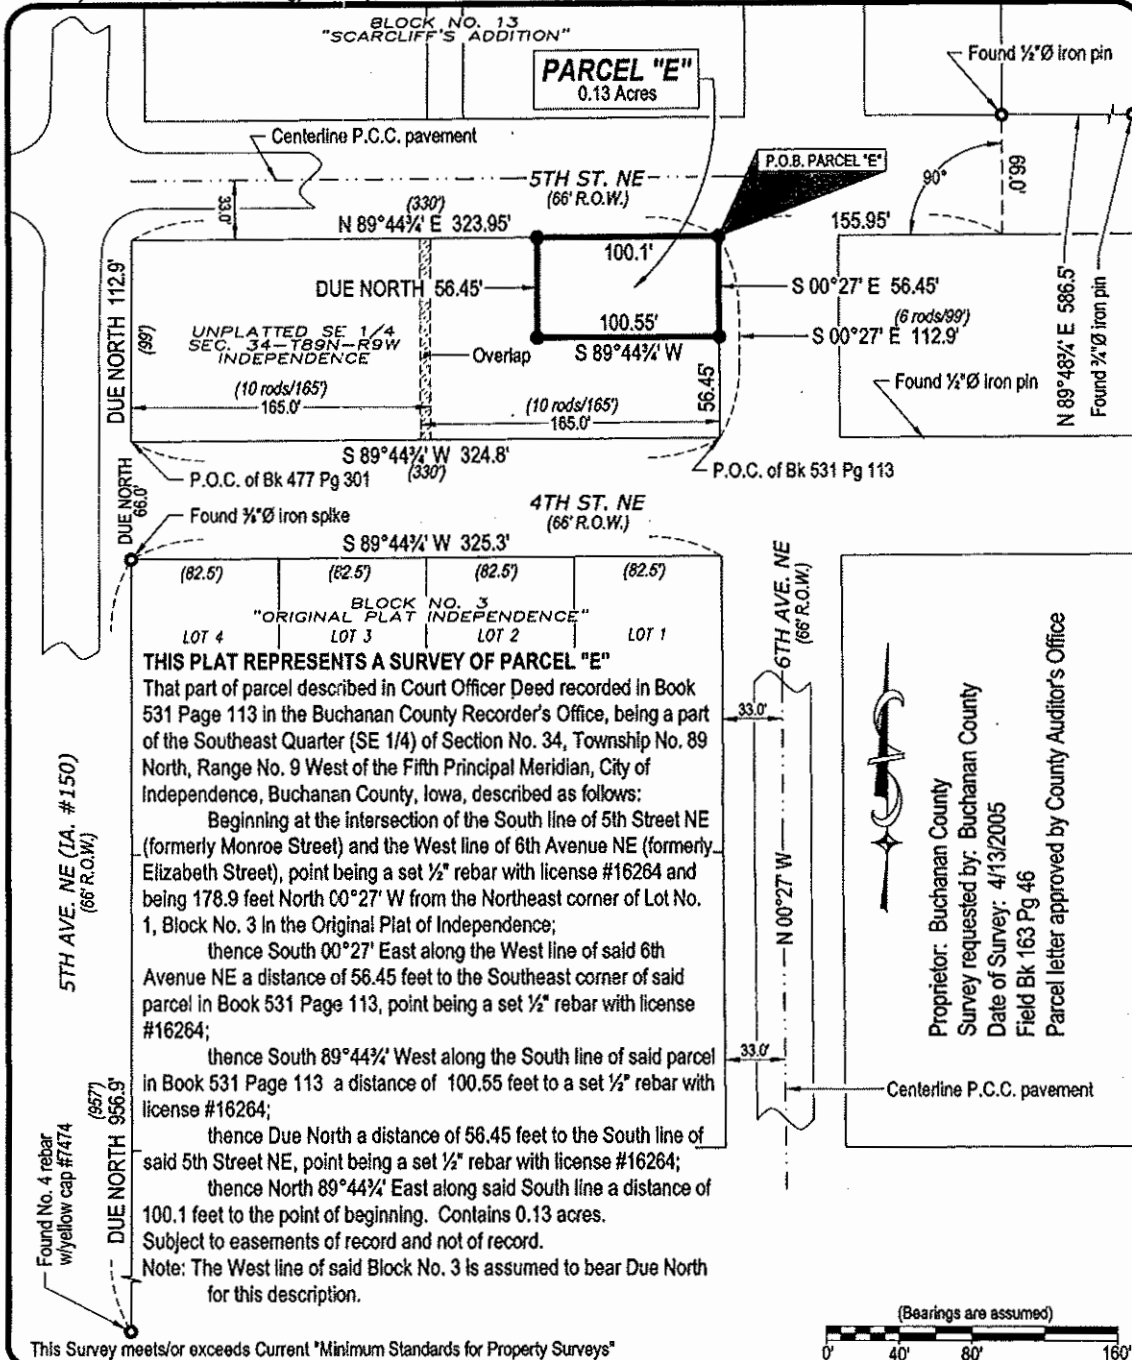 BLOCK NO. 13
"SCARCLIFF'S ADDITION"
PARCEL "E"
0.13 Acres
Found ½"Ø iron pin
Centerline P.C.C. pavement
P.O.B. PARCEL "E"
5TH ST. NE
(66' R.O.W.)
33.0'
90°
66.0'
(330')
N 89°44¾' E 323.95'
155.95'
100.1'
DUE NORTH 56.45'
S 00°27' E 56.45'
(6 rods/99')
S 00°27' E 112.9'
100.55'
S 89°44¾' W
DUE NORTH 112.9'
(99')
UNPLATTED SE 1/4
SEC. 34-T89N-R9W
INDEPENDENCE
Overlap
(10 rods/165')
165.0'
(10 rods/165')
165.0'
56.45'
Found ½"Ø iron pin
N 89°48¾' E 586.5'
Found ¾"Ø iron pin
S 89°44¾' W 324.8'
(330')
P.O.C. of Bk 477 Pg 301
P.O.C. of Bk 531 Pg 113
DUE NORTH
66.0'
Found ⅜"Ø iron spike
4TH ST. NE
(66' R.O.W.)
S 89°44¾' W 325.3'
(82.5')
(82.5')
(82.5')
(82.5')
BLOCK NO. 3
"ORIGINAL PLAT INDEPENDENCE"
LOT 4
LOT 3
LOT 2
LOT 1
6TH AVE. NE
(66' R.O.W.)
THIS PLAT REPRESENTS A SURVEY OF PARCEL "E"
That part of parcel described in Court Officer Deed recorded in Book
531 Page 113 in the Buchanan County Recorder's Office, being a part
of the Southeast Quarter (SE 1/4) of Section No. 34, Township No. 89
North, Range No. 9 West of the Fifth Principal Meridian, City of
Independence, Buchanan County, Iowa, described as follows:
Beginning at the intersection of the South line of 5th Street NE
(formerly Monroe Street) and the West line of 6th Avenue NE (formerly
Elizabeth Street), point being a set ½" rebar with license #16264 and
being 178.9 feet North 00°27' W from the Northeast corner of Lot No.
1, Block No. 3 in the Original Plat of Independence;
thence South 00°27' East along the West line of said 6th
Avenue NE a distance of 56.45 feet to the Southeast corner of said
parcel in Book 531 Page 113, point being a set ½" rebar with license
#16264;
thence South 89°44¾' West along the South line of said parcel
in Book 531 Page 113 a distance of 100.55 feet to a set ½" rebar with
license #16264;
thence Due North a distance of 56.45 feet to the South line of
said 5th Street NE, point being a set ½" rebar with license #16264;
thence North 89°44¾' East along said South line a distance of
100.1 feet to the point of beginning. Contains 0.13 acres.
Subject to easements of record and not of record.
Note: The West line of said Block No. 3 is assumed to bear Due North
for this description.
5TH AVE. NE (IA. #150)
(66' R.O.W.)
(957')
DUE NORTH 956.9'
Found No. 4 rebar
w/yellow cap #7474
33.0'
N 00°27' W
33.0'
Centerline P.C.C. pavement
Proprietor: Buchanan County
Survey requested by: Buchanan County
Date of Survey: 4/13/2005
Field Bk 163 Pg 46
Parcel letter approved by County Auditor's Office
(Bearings are assumed)
0' 40' 80' 160'
This Survey meets/or exceeds Current "Minimum Standards for Property Surveys"